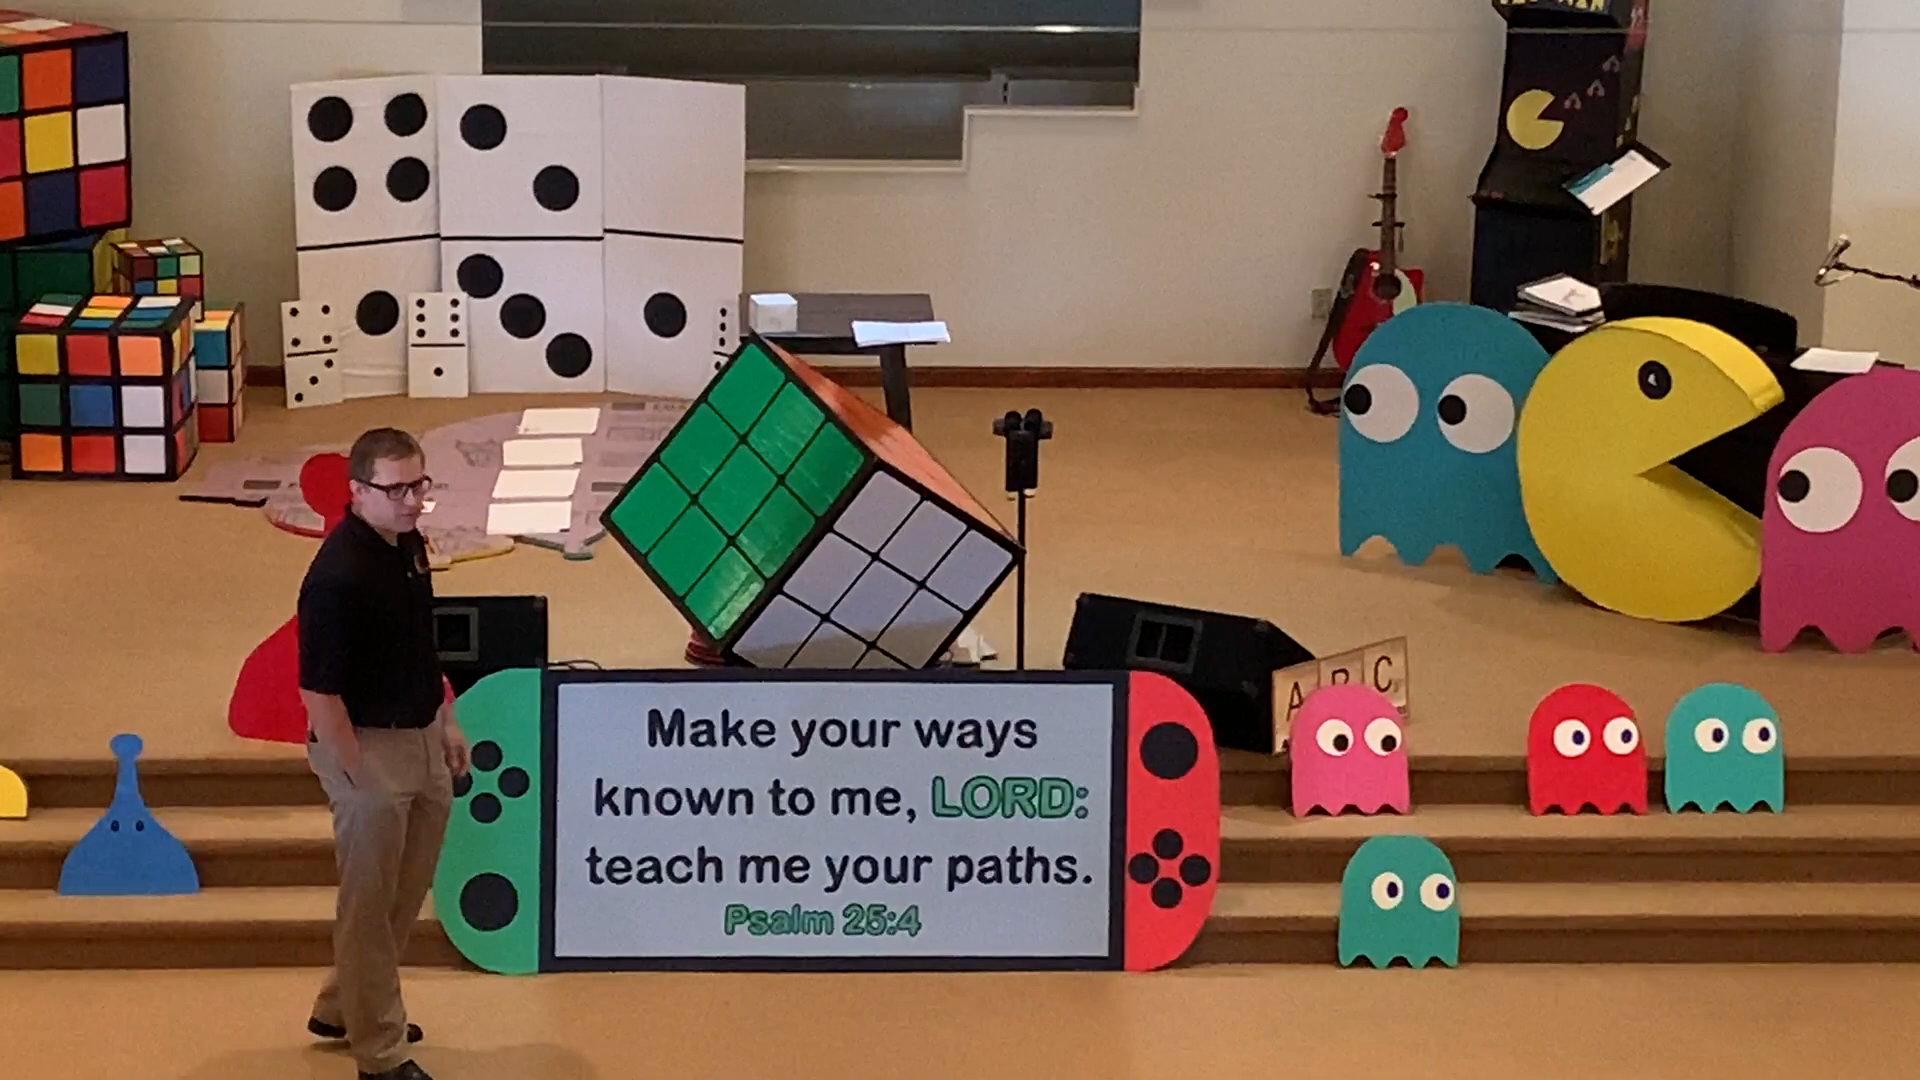 Make your ways
known to me, LORD:
teach me your paths.
Psalm 25:4
A B C